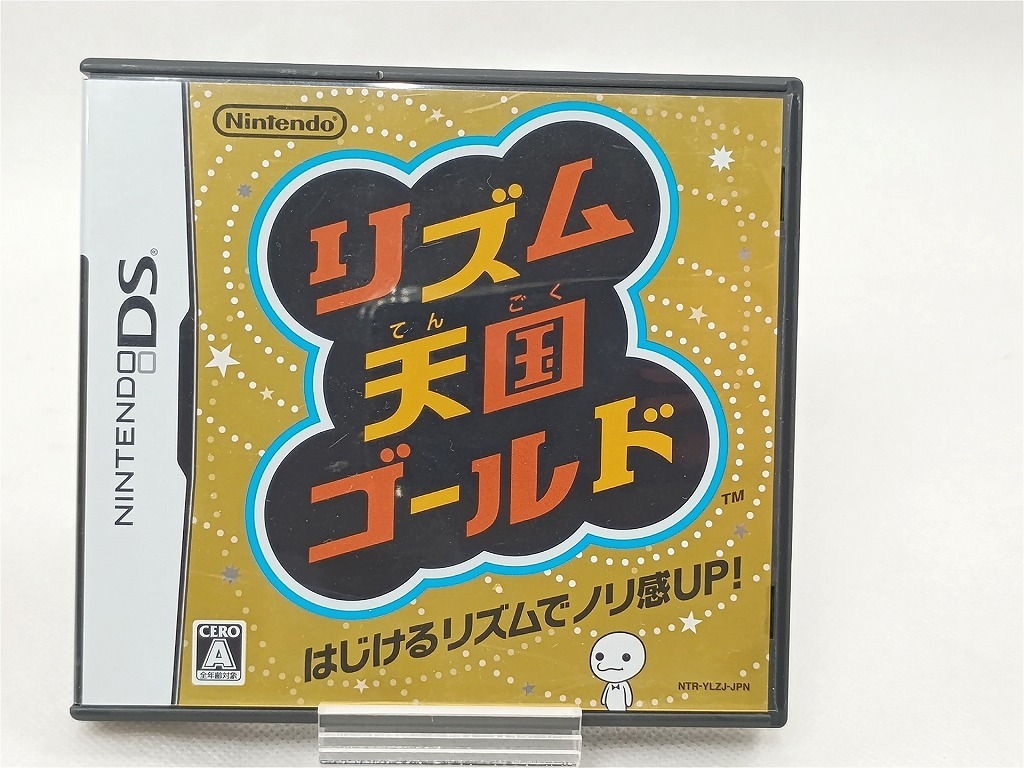 Nintendo®
NINTENDO DS®
リズム
てんごく
天国
ゴールド
TM
はじけるリズムでノリ感UP!
CERO
A
全年齢対象
NTR-YLZJ-JPN